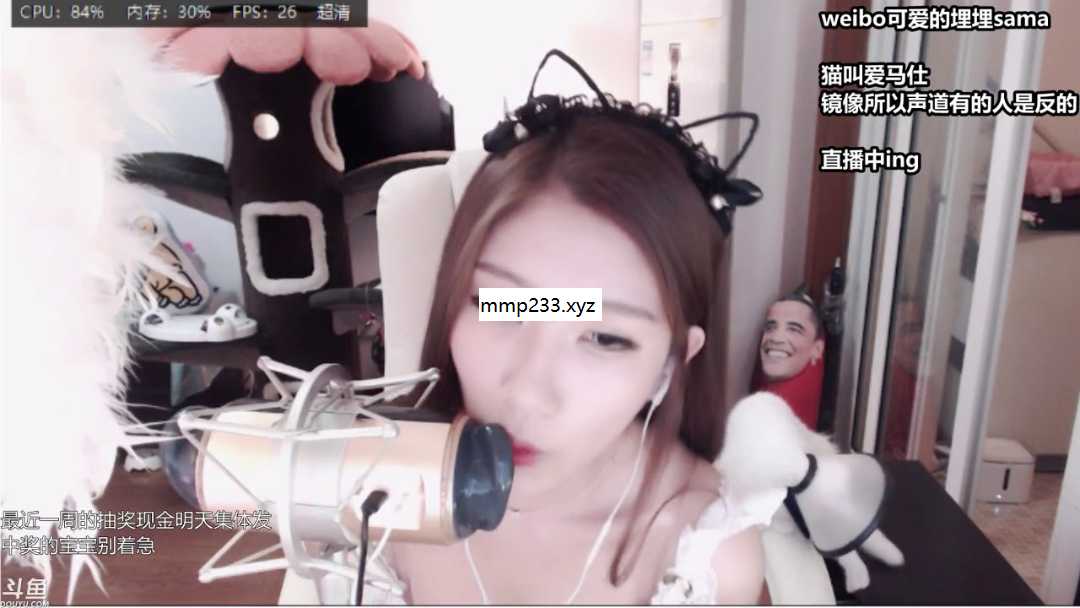 CPU: 84% 内存: 30% FPS: 26 超清
weibo可爱的埋埋sama
猫叫爱马仕
镜像所以声道有的人是反的
直播中ing
mmp233.xyz
最近一周的抽奖现金明天集体发
中奖的宝宝别着急
斗鱼
DOUYU.COM